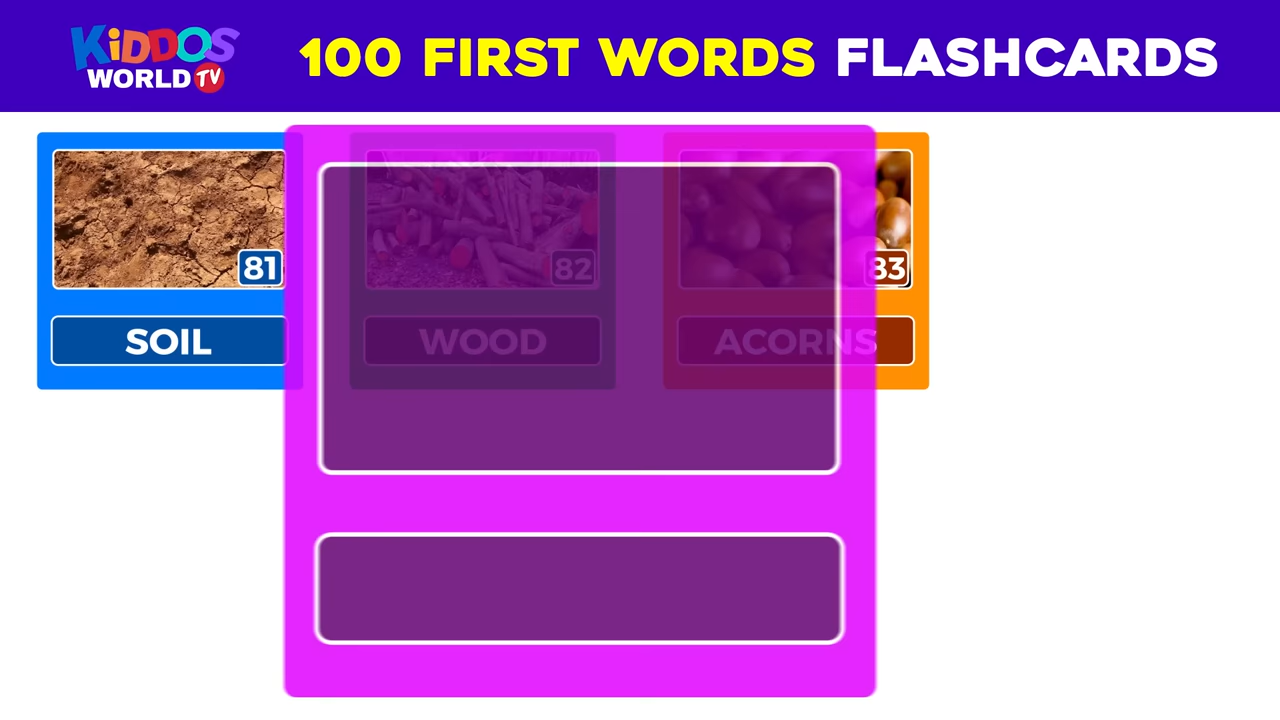 KIDDOS
WORLD TV
100 FIRST WORDS FLASHCARDS
81
82
83
SOIL
WOOD
ACORNS